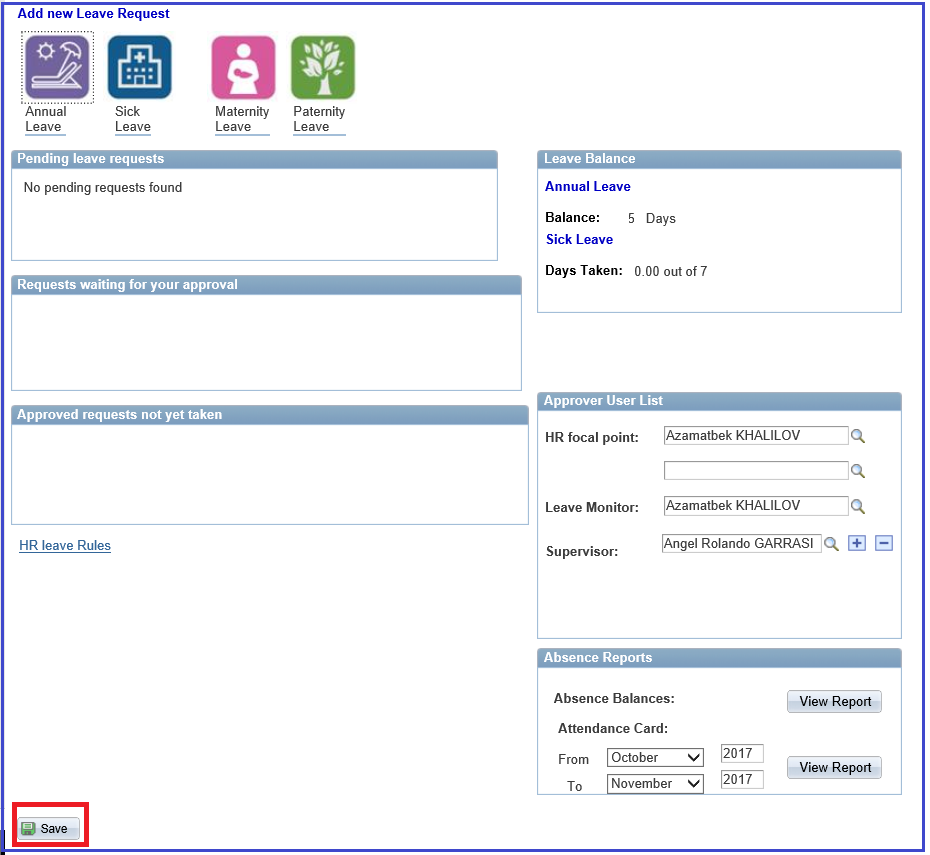 Add new Leave Request
Annual
Leave
Sick
Leave
Maternity
Leave
Paternity
Leave
Pending leave requests
No pending requests found
Requests waiting for your approval
Approved requests not yet taken
HR leave Rules
Leave Balance
Annual Leave
Balance: 5 Days
Sick Leave
Days Taken: 0.00 out of 7
Approver User List
HR focal point: Azamatbek KHALILOV
Leave Monitor: Azamatbek KHALILOV
Supervisor: Angel Rolando GARRASI
Absence Reports
Absence Balances: View Report
Attendance Card:
From October 2017
View Report
To November 2017
Save